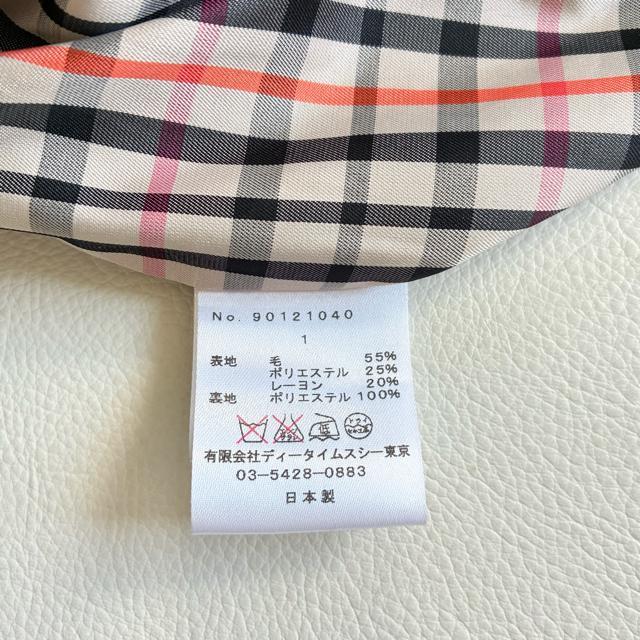 No. 90121040
1
表地 毛 55%
ポリエステル 25%
レーヨン 20%
裏地 ポリエステル 100%
有限会社ディータイムスシー東京
03-5428-0883
日本製